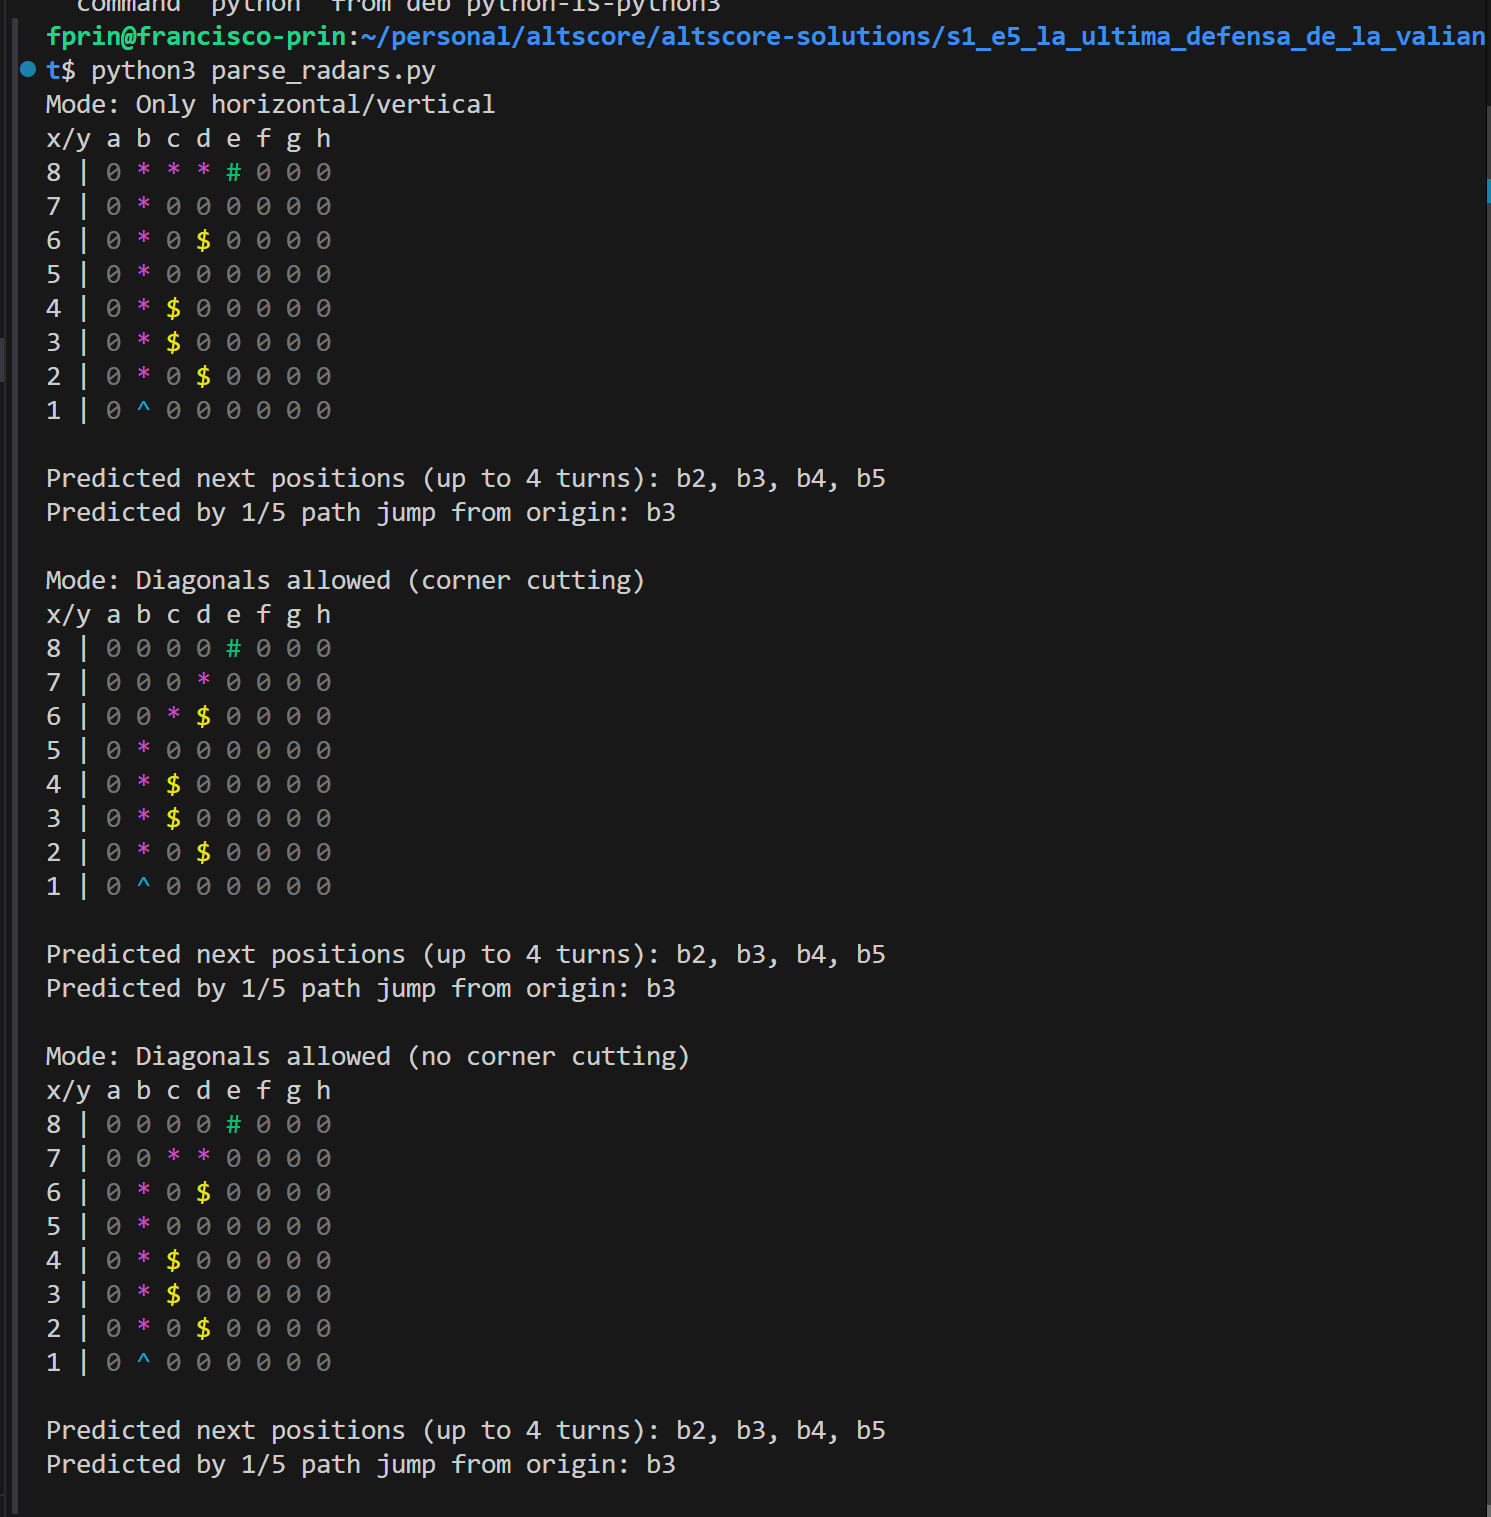 command  python  from deb python-is-python3
fprin@francisco-prin:~/personal/altscore/altscore-solutions/s1_e5_la_ultima_defensa_de_la_valian
t$ python3 parse_radars.py
Mode: Only horizontal/vertical
x/y a b c d e f g h
8 | 0 * * * # 0 0 0
7 | 0 * 0 0 0 0 0 0
6 | 0 * 0 $ 0 0 0 0
5 | 0 * 0 0 0 0 0 0
4 | 0 * $ 0 0 0 0 0
3 | 0 * $ 0 0 0 0 0
2 | 0 * 0 $ 0 0 0 0
1 | 0 ^ 0 0 0 0 0 0
Predicted next positions (up to 4 turns): b2, b3, b4, b5
Predicted by 1/5 path jump from origin: b3
Mode: Diagonals allowed (corner cutting)
x/y a b c d e f g h
8 | 0 0 0 0 # 0 0 0
7 | 0 0 0 * 0 0 0 0
6 | 0 0 * $ 0 0 0 0
5 | 0 * 0 0 0 0 0 0
4 | 0 * $ 0 0 0 0 0
3 | 0 * $ 0 0 0 0 0
2 | 0 * 0 $ 0 0 0 0
1 | 0 ^ 0 0 0 0 0 0
Predicted next positions (up to 4 turns): b2, b3, b4, b5
Predicted by 1/5 path jump from origin: b3
Mode: Diagonals allowed (no corner cutting)
x/y a b c d e f g h
8 | 0 0 0 0 # 0 0 0
7 | 0 0 * * 0 0 0 0
6 | 0 * 0 $ 0 0 0 0
5 | 0 * 0 0 0 0 0 0
4 | 0 * $ 0 0 0 0 0
3 | 0 * $ 0 0 0 0 0
2 | 0 * 0 $ 0 0 0 0
1 | 0 ^ 0 0 0 0 0 0
Predicted next positions (up to 4 turns): b2, b3, b4, b5
Predicted by 1/5 path jump from origin: b3